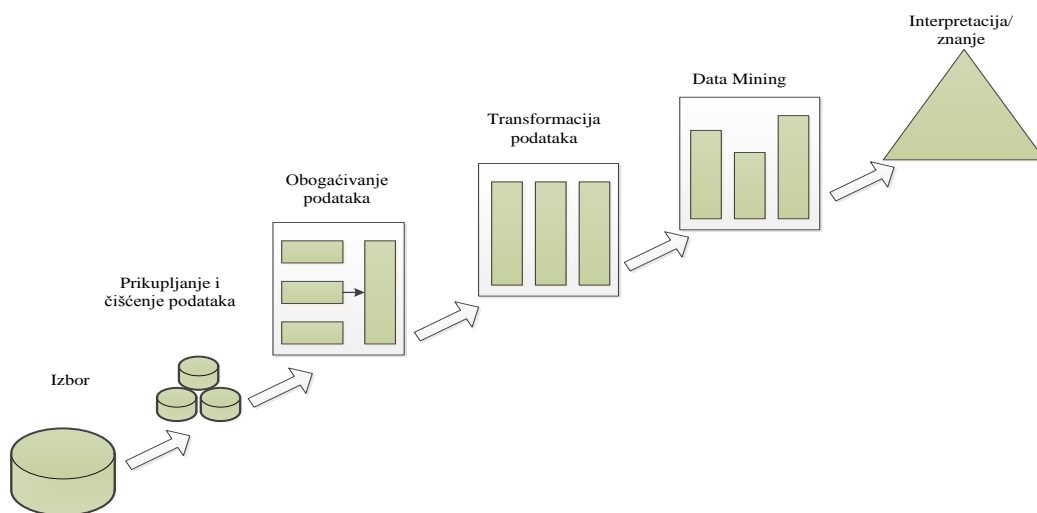 Izbor
Prikupljanje i
čišćenje podataka
Obogaćivanje
podataka
Transformacija
podataka
Data Mining
Interpretacija/
znanje